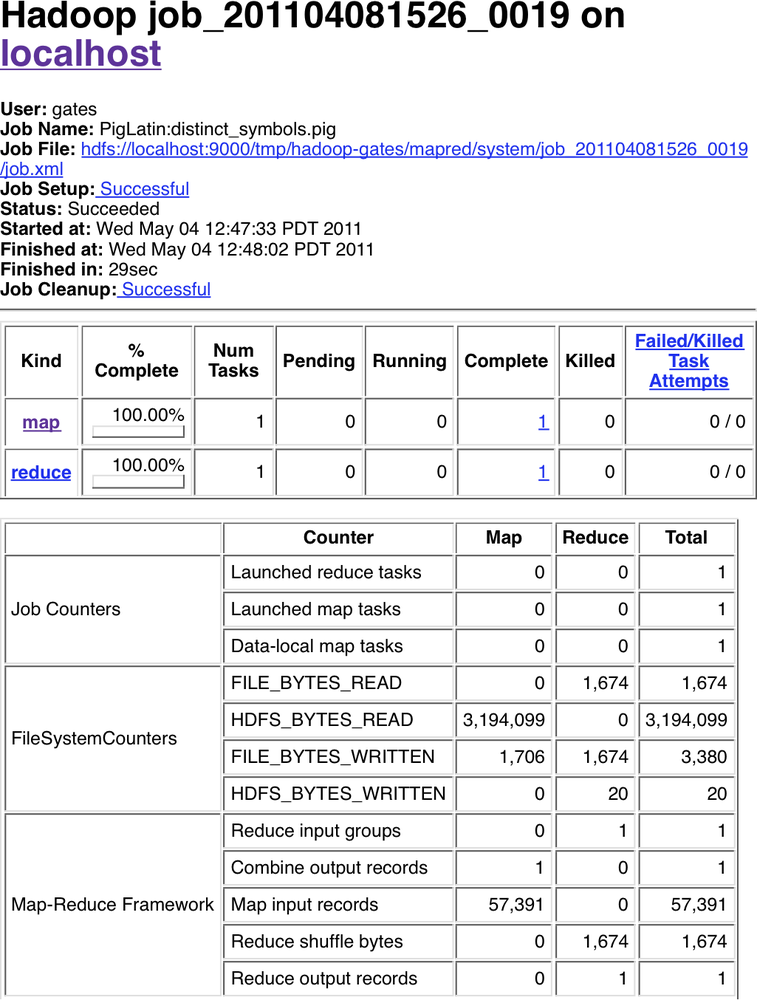 Hadoop job_201104081526_0019 on
localhost
User: gates
Job Name: PigLatin:distinct_symbols.pig
Job File: hdfs://localhost:9000/tmp/hadoop-gates/mapred/system/job_201104081526_0019
/job.xml
Job Setup: Successful
Status: Succeeded
Started at: Wed May 04 12:47:33 PDT 2011
Finished at: Wed May 04 12:48:02 PDT 2011
Finished in: 29sec
Job Cleanup: Successful
Kind % Complete Num Tasks Pending Running Complete Killed Failed/Killed Task Attempts
map 100.00% 1 0 0 1 0 0 / 0
reduce 100.00% 1 0 0 1 0 0 / 0
Counter Map Reduce Total
Job Counters
Launched reduce tasks 0 0 1
Launched map tasks 0 0 1
Data-local map tasks 0 0 1
FileSystemCounters
FILE_BYTES_READ 0 1,674 1,674
HDFS_BYTES_READ 3,194,099 0 3,194,099
FILE_BYTES_WRITTEN 1,706 1,674 3,380
HDFS_BYTES_WRITTEN 0 20 20
Map-Reduce Framework
Reduce input groups 0 1 1
Combine output records 1 0 1
Map input records 57,391 0 57,391
Reduce shuffle bytes 0 1,674 1,674
Reduce output records 0 1 1